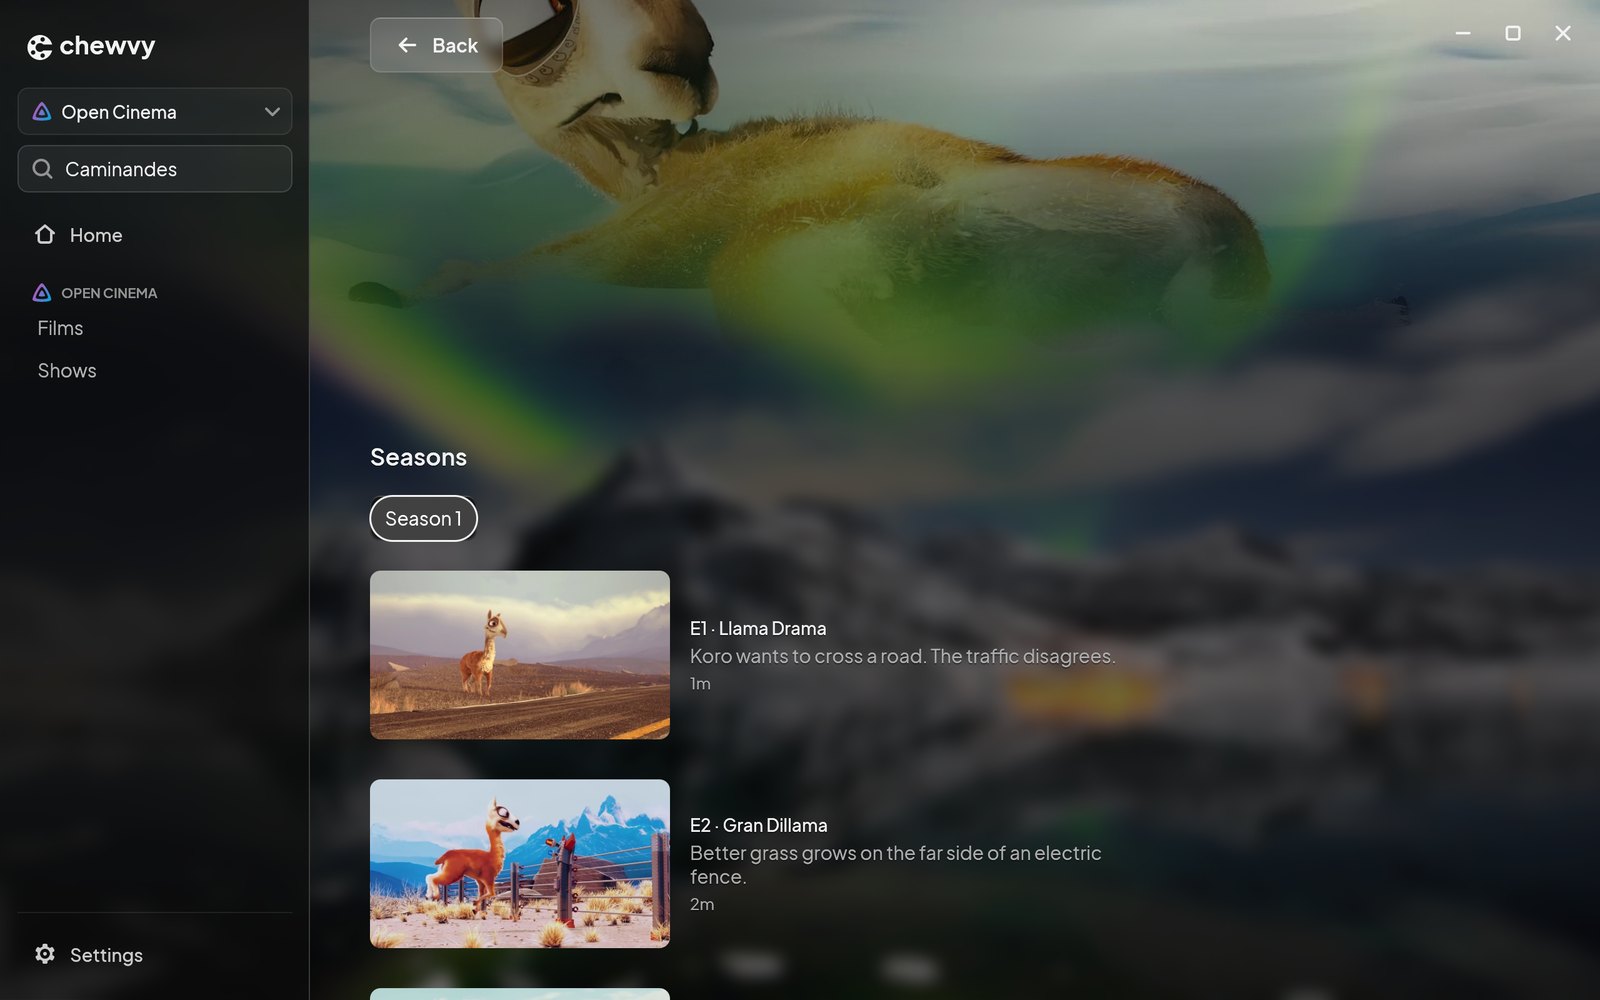 chewvy
Back
Open Cinema
Caminandes
Home
OPEN CINEMA
Films
Shows
Seasons
Season 1
E1 · Llama Drama
Koro wants to cross a road. The traffic disagrees.
1m
E2 · Gran Dillama
Better grass grows on the far side of an electric
fence.
2m
Settings